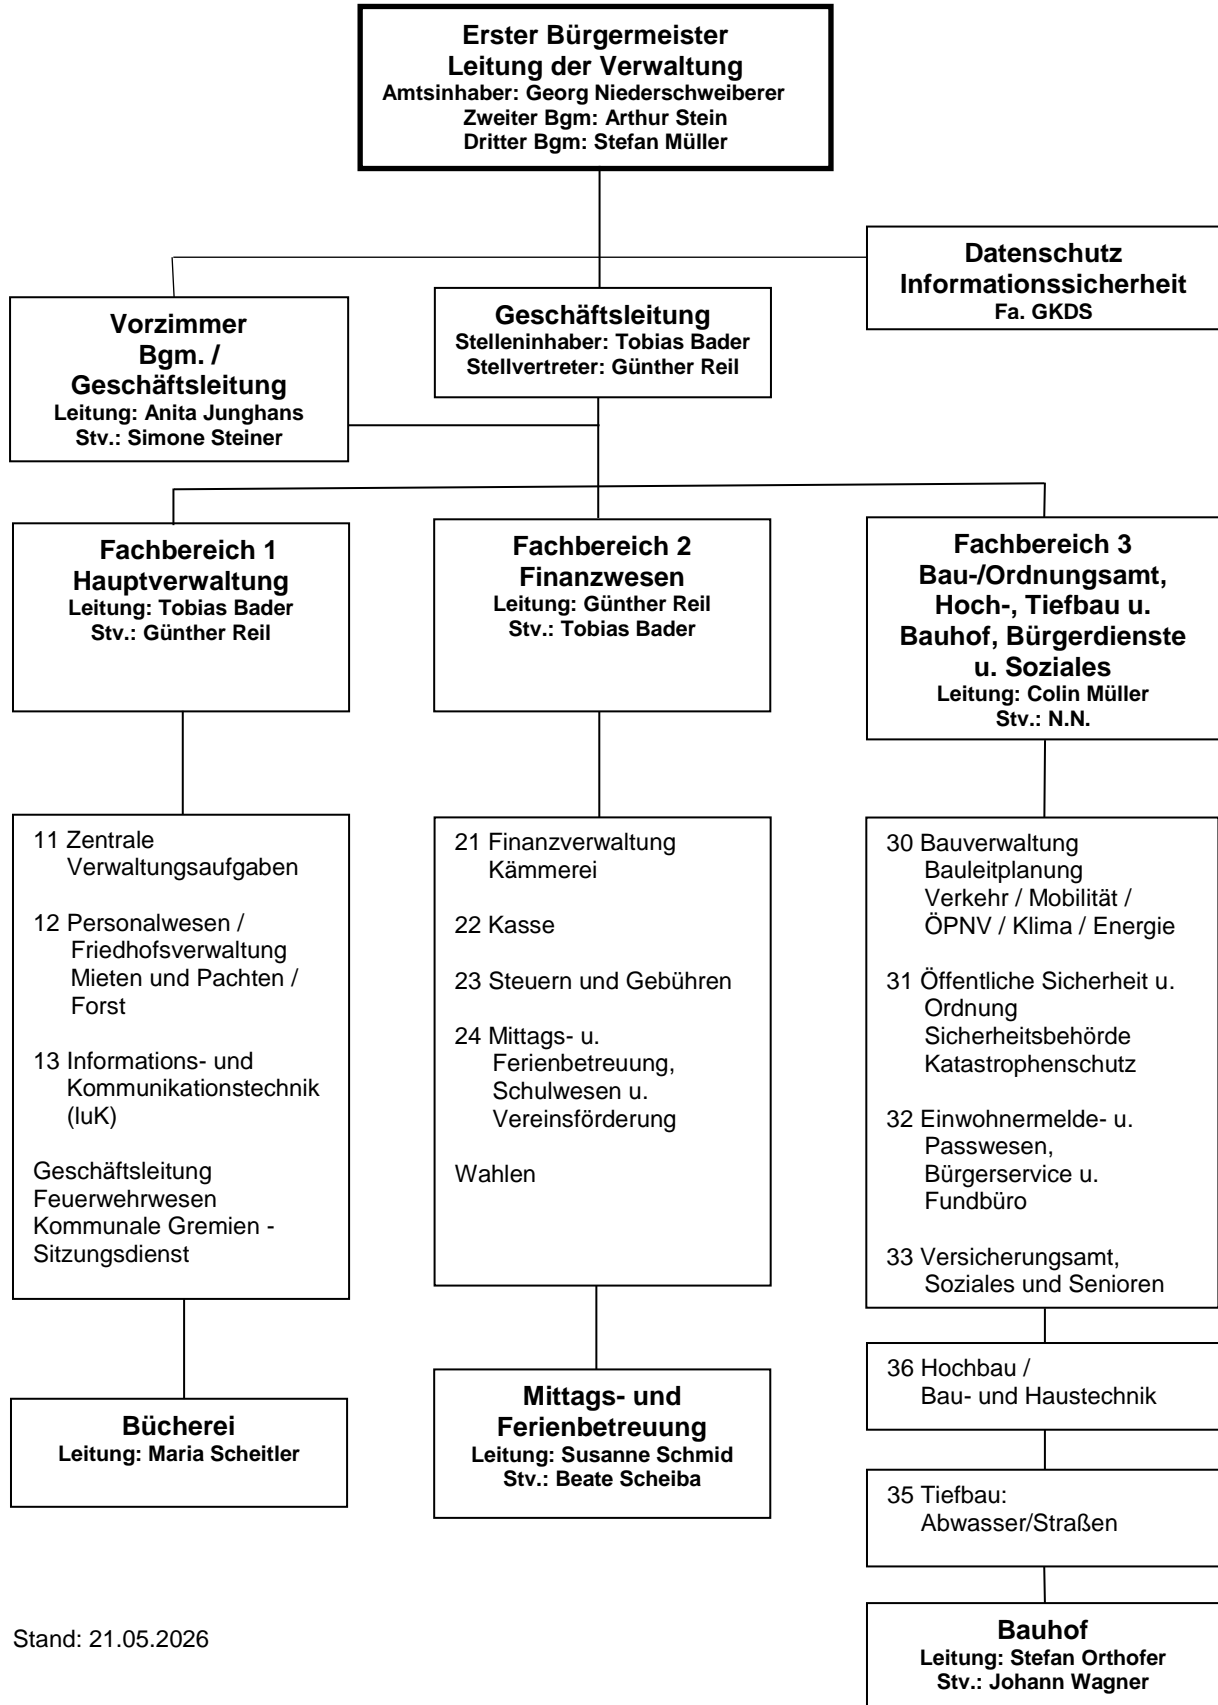 Erster Bürgermeister
Leitung der Verwaltung
Amtsinhaber: Georg Niederschweiberer
Zweiter Bgm: Arthur Stein
Dritter Bgm: Stefan Müller
Datenschutz
Informationssicherheit
Fa. GKDS
Vorzimmer
Bgm. /
Geschäftsleitung
Leitung: Anita Junghans
Stv.: Simone Steiner
Geschäftsleitung
Stelleninhaber: Tobias Bader
Stellvertreter: Günther Reil
Fachbereich 1
Hauptverwaltung
Leitung: Tobias Bader
Stv.: Günther Reil
Fachbereich 2
Finanzwesen
Leitung: Günther Reil
Stv.: Tobias Bader
Fachbereich 3
Bau-/Ordnungsamt,
Hoch-, Tiefbau u.
Bauhof, Bürgerdienste
u. Soziales
Leitung: Colin Müller
Stv.: N.N.
11 Zentrale
Verwaltungsaufgaben
12 Personalwesen /
Friedhofsverwaltung
Mieten und Pachten /
Forst
13 Informations- und
Kommunikationstechnik
(IuK)
Geschäftsleitung
Feuerwehrwesen
Kommunale Gremien -
Sitzungsdienst
21 Finanzverwaltung
Kämmerei
22 Kasse
23 Steuern und Gebühren
24 Mittags- u.
Ferienbetreuung,
Schulwesen u.
Vereinsförderung
Wahlen
30 Bauverwaltung
Bauleitplanung
Verkehr / Mobilität /
ÖPNV / Klima / Energie
31 Öffentliche Sicherheit u.
Ordnung
Sicherheitsbehörde
Katastrophenschutz
32 Einwohnermelde- u.
Passwesen,
Bürgerservice u.
Fundbüro
33 Versicherungsamt,
Soziales und Senioren
36 Hochbau /
Bau- und Haustechnik
Bücherei
Leitung: Maria Scheitler
Mittags- und
Ferienbetreuung
Leitung: Susanne Schmid
Stv.: Beate Scheiba
35 Tiefbau:
Abwasser/Straßen
Bauhof
Leitung: Stefan Orthofer
Stv.: Johann Wagner
Stand: 21.05.2026